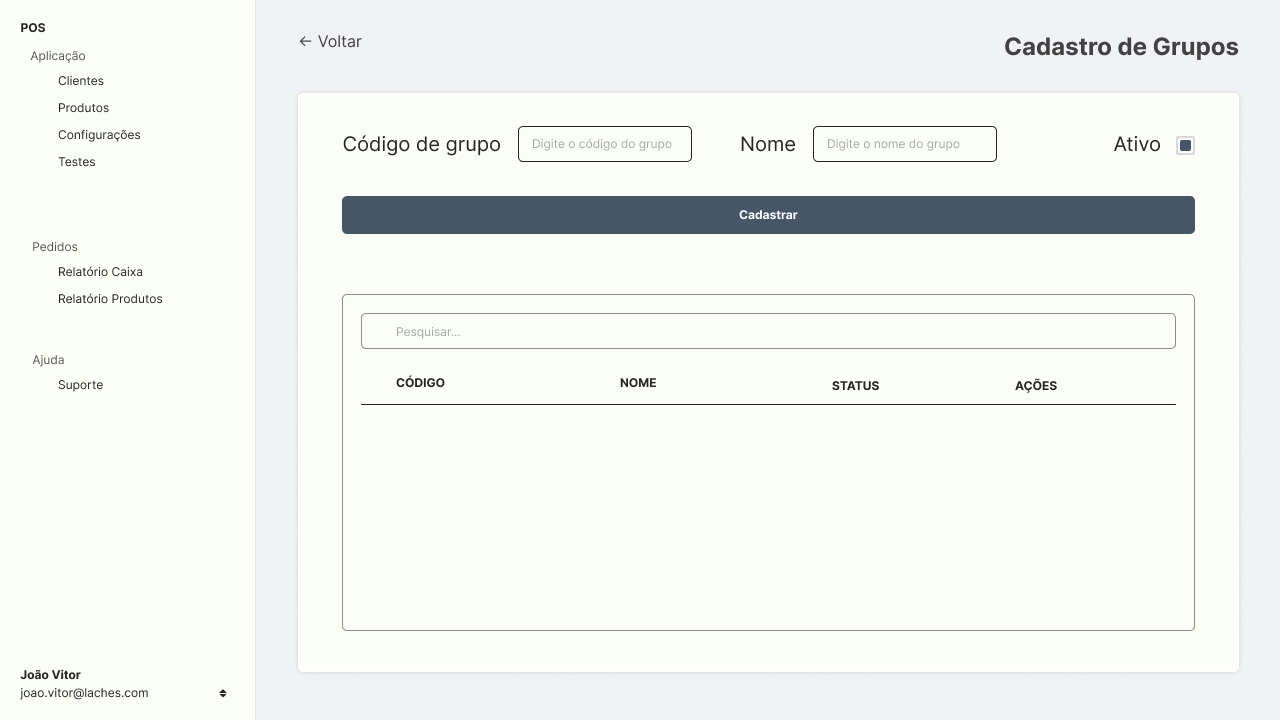 POS
Aplicação
Clientes
Produtos
Configurações
Testes
Pedidos
Relatório Caixa
Relatório Produtos
Ajuda
Suporte
João Vitor
joao.vitor@laches.com
← Voltar
Cadastro de Grupos
Código de grupo Digite o código do grupo Nome Digite o nome do grupo Ativo
Cadastrar
Pesquisar...
CÓDIGO NOME STATUS AÇÕES